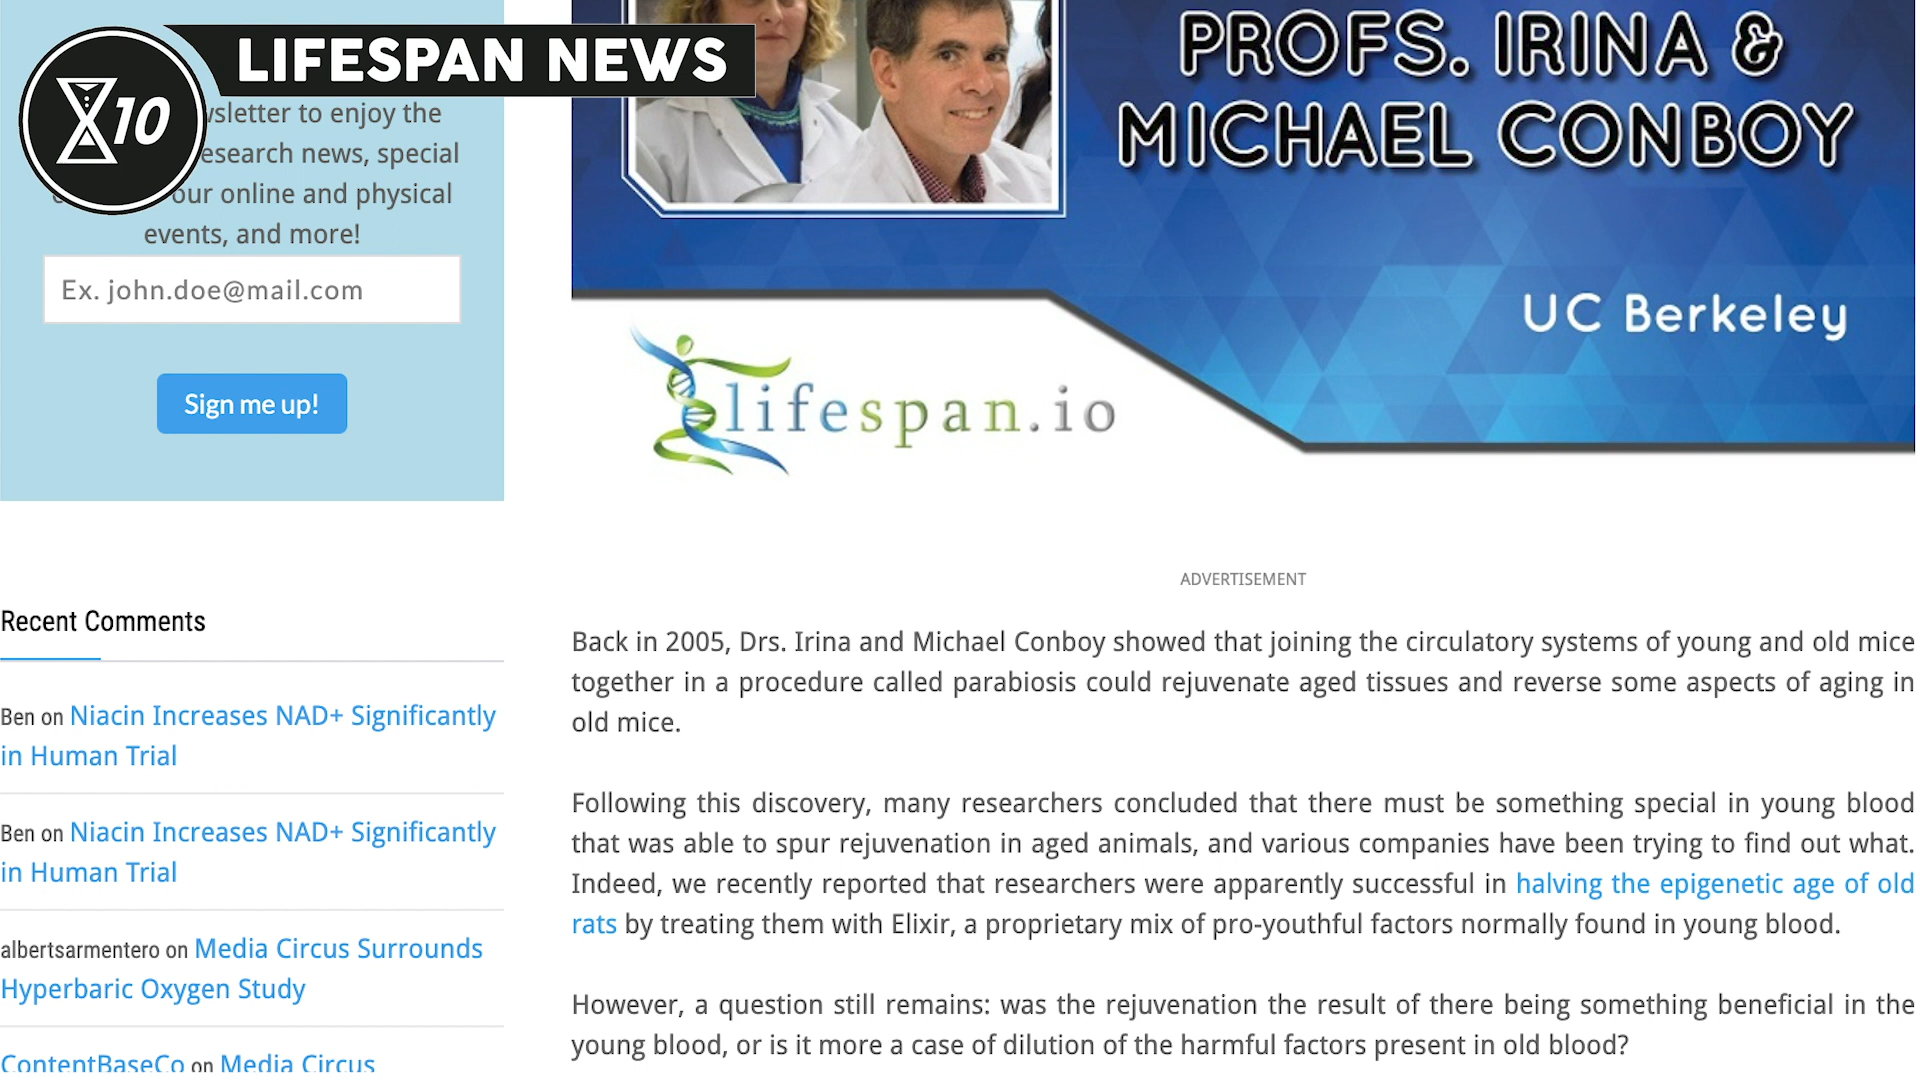 LIFESPAN NEWS
X10
wsletter to enjoy the
esearch news, special
our online and physical
events, and more!
Ex. john.doe@mail.com
Sign me up!
PROFS. IRINA &
MICHAEL CONBOY
UC Berkeley
lifespan.io
Recent Comments
Ben on Niacin Increases NAD+ Significantly
in Human Trial
Ben on Niacin Increases NAD+ Significantly
in Human Trial
albertsarmentero on Media Circus Surrounds
Hyperbaric Oxygen Study
ContentBaseCo on Media Circus
ADVERTISEMENT
Back in 2005, Drs. Irina and Michael Conboy showed that joining the circulatory systems of young and old mice
together in a procedure called parabiosis could rejuvenate aged tissues and reverse some aspects of aging in
old mice.
Following this discovery, many researchers concluded that there must be something special in young blood
that was able to spur rejuvenation in aged animals, and various companies have been trying to find out what.
Indeed, we recently reported that researchers were apparently successful in halving the epigenetic age of old
rats by treating them with Elixir, a proprietary mix of pro-youthful factors normally found in young blood.
However, a question still remains: was the rejuvenation the result of there being something beneficial in the
young blood, or is it more a case of dilution of the harmful factors present in old blood?